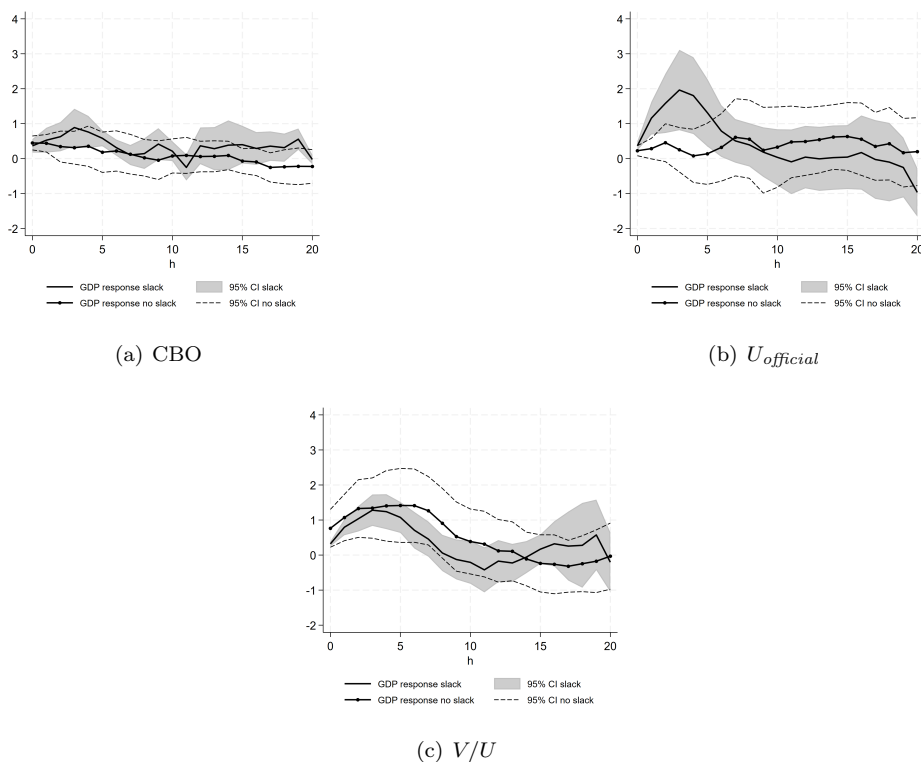 4
3
2
1
0
-1
-2
0 5 10 15 20
h
GDP response slack 95% CI slack
GDP response no slack 95% CI no slack
(a) CBO
4
3
2
1
0
-1
-2
0 5 10 15 20
h
GDP response slack 95% CI slack
GDP response no slack 95% CI no slack
(b) U_official
4
3
2
1
0
-1
-2
0 5 10 15 20
h
GDP response slack 95% CI slack
GDP response no slack 95% CI no slack
(c) V/U